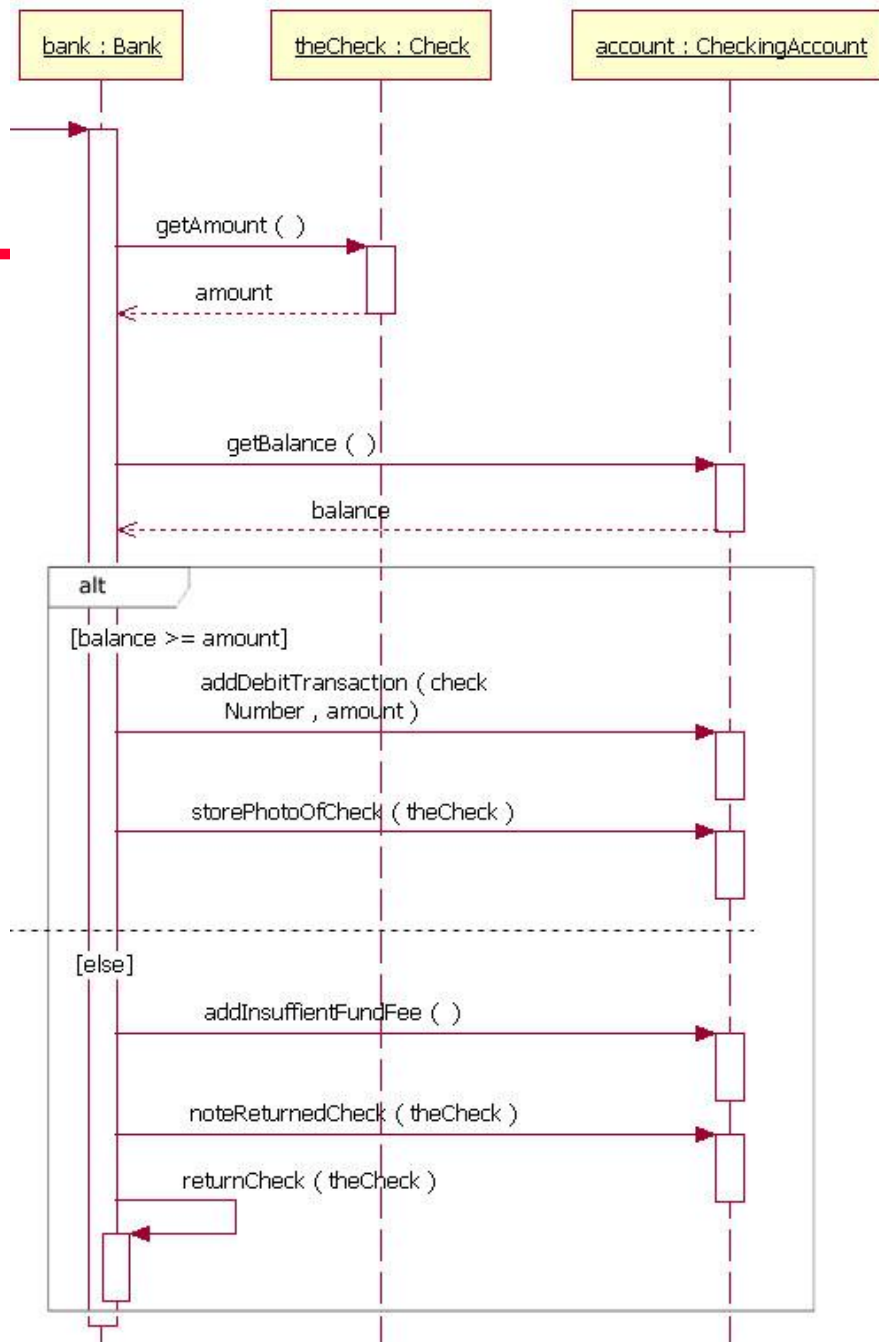 bank : Bank
theCheck : Check
account : CheckingAccount
getAmount ( )
amount
getBalance ( )
balance
alt
[balance >= amount]
addDebitTransaction ( check
Number , amount )
storePhotoOfCheck ( theCheck )
[else]
addInsuffientFundFee ( )
noteReturnedCheck ( theCheck )
returnCheck ( theCheck )